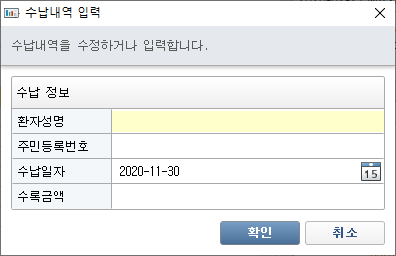 수납내역 입력
수납내역을 수정하거나 입력합니다.
수납 정보
환자성명
주민등록번호
수납일자 2020-11-30 15
수록금액
확인 취소